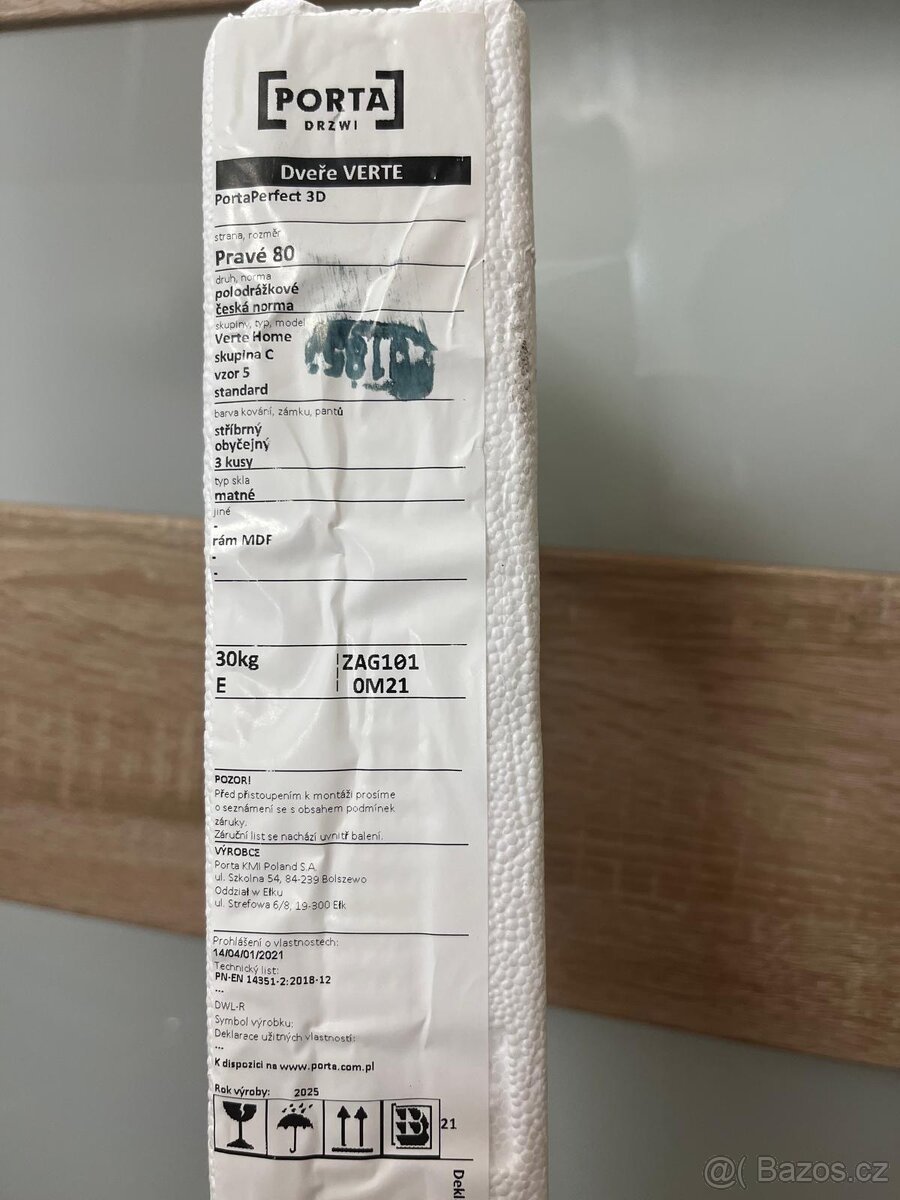 PORTA
DRZWI
Dveře VERTE
PortaPerfect 3D
strana, rozměr
Pravé 80
druh, norma
polodrážkové
česká norma
skupiny, typ, model
Verte Home
skupina C
vzor 5
standard
barva kování, zámku, pantů
stříbrný
obyčejný
3 kusy
typ skla
matné
jiné
-
rám MDF
-
-
30kg ZAG101
E 0M21
POZOR!
Před přistoupením k montáži prosíme
o seznámení se s obsahem podmínek
záruky.
Záruční list se nachází uvnitř balení.
VÝROBCE
Porta KMI Poland S.A.
ul. Szkolna 54, 84-239 Bolszewo
Oddział w Ełku
ul. Strefowa 6/8, 19-300 Ełk
Prohlášení o vlastnostech:
14/04/01/2021
Technický list:
PN-EN 14351-2:2018-12
---
DWL-R
Symbol výrobku:
Deklarace užitných vlastností:
---
K dispozici na www.porta.com.pl
Rok výroby: 2025
B 21
Dekl
@( Bazos.cz